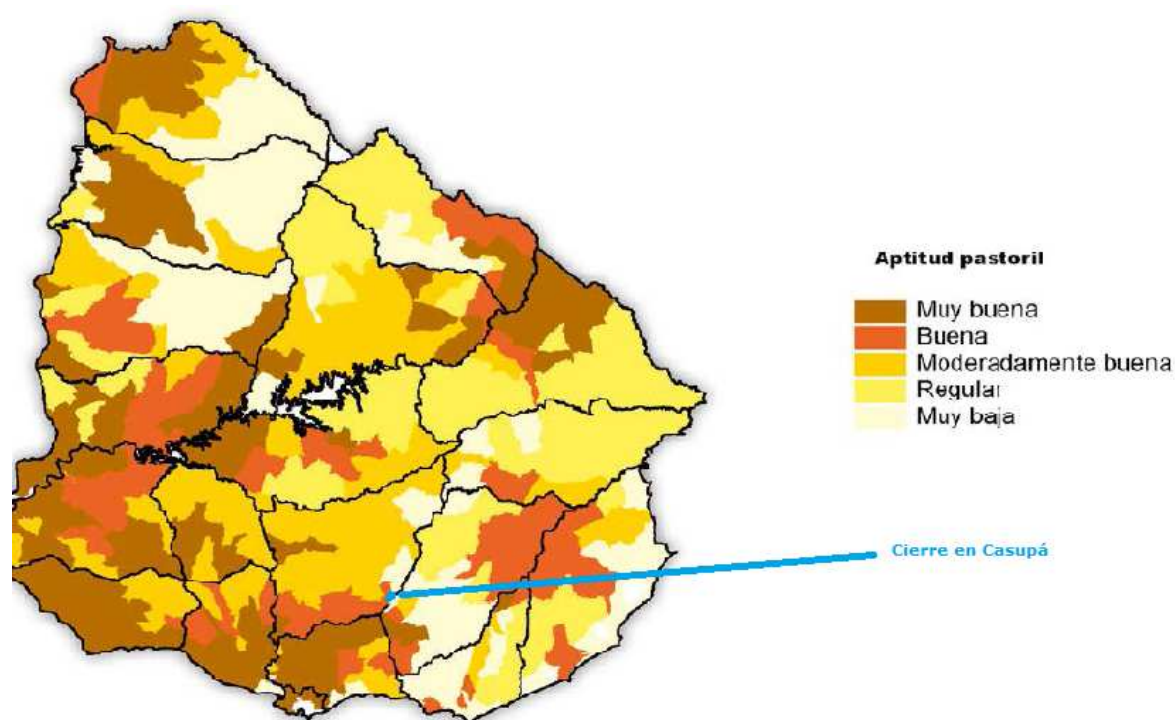 Aptitud pastoril
Muy buena
Buena
Moderadamente buena
Regular
Muy baja
Cierre en Casupá